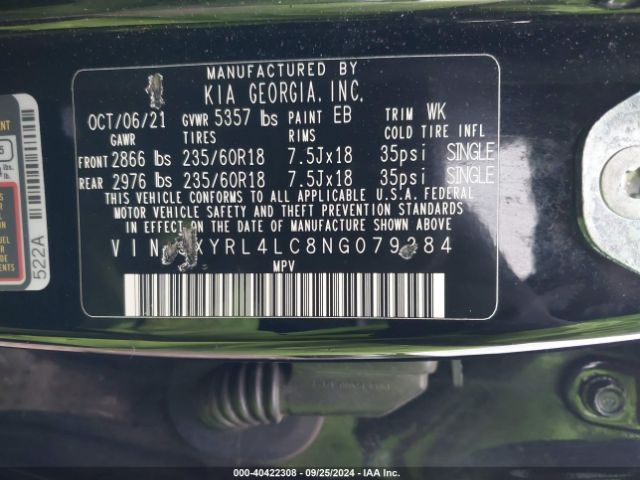 MANUFACTURED BY
KIA GEORGIA, INC.
OCT/06/21 GVWR 5357 lbs PAINT EB TRIM WK
GAWR TIRES RIMS COLD TIRE INFL
FRONT 2866 lbs 235/60R18 7.5Jx18 35psi SINGLE
REAR 2976 lbs 235/60R18 7.5Jx18 35psi SINGLE
THIS VEHICLE CONFORMS TO ALL APPLICABLE U.S.A. FEDERAL
MOTOR VEHICLE SAFETY AND THEFT PREVENTION STANDARDS
IN EFFECT ON THE DATE OF MANUFACTURE SHOWN ABOVE
VIN
MPV
522A
000-40422308 - 09/25/2024 - IAA Inc.